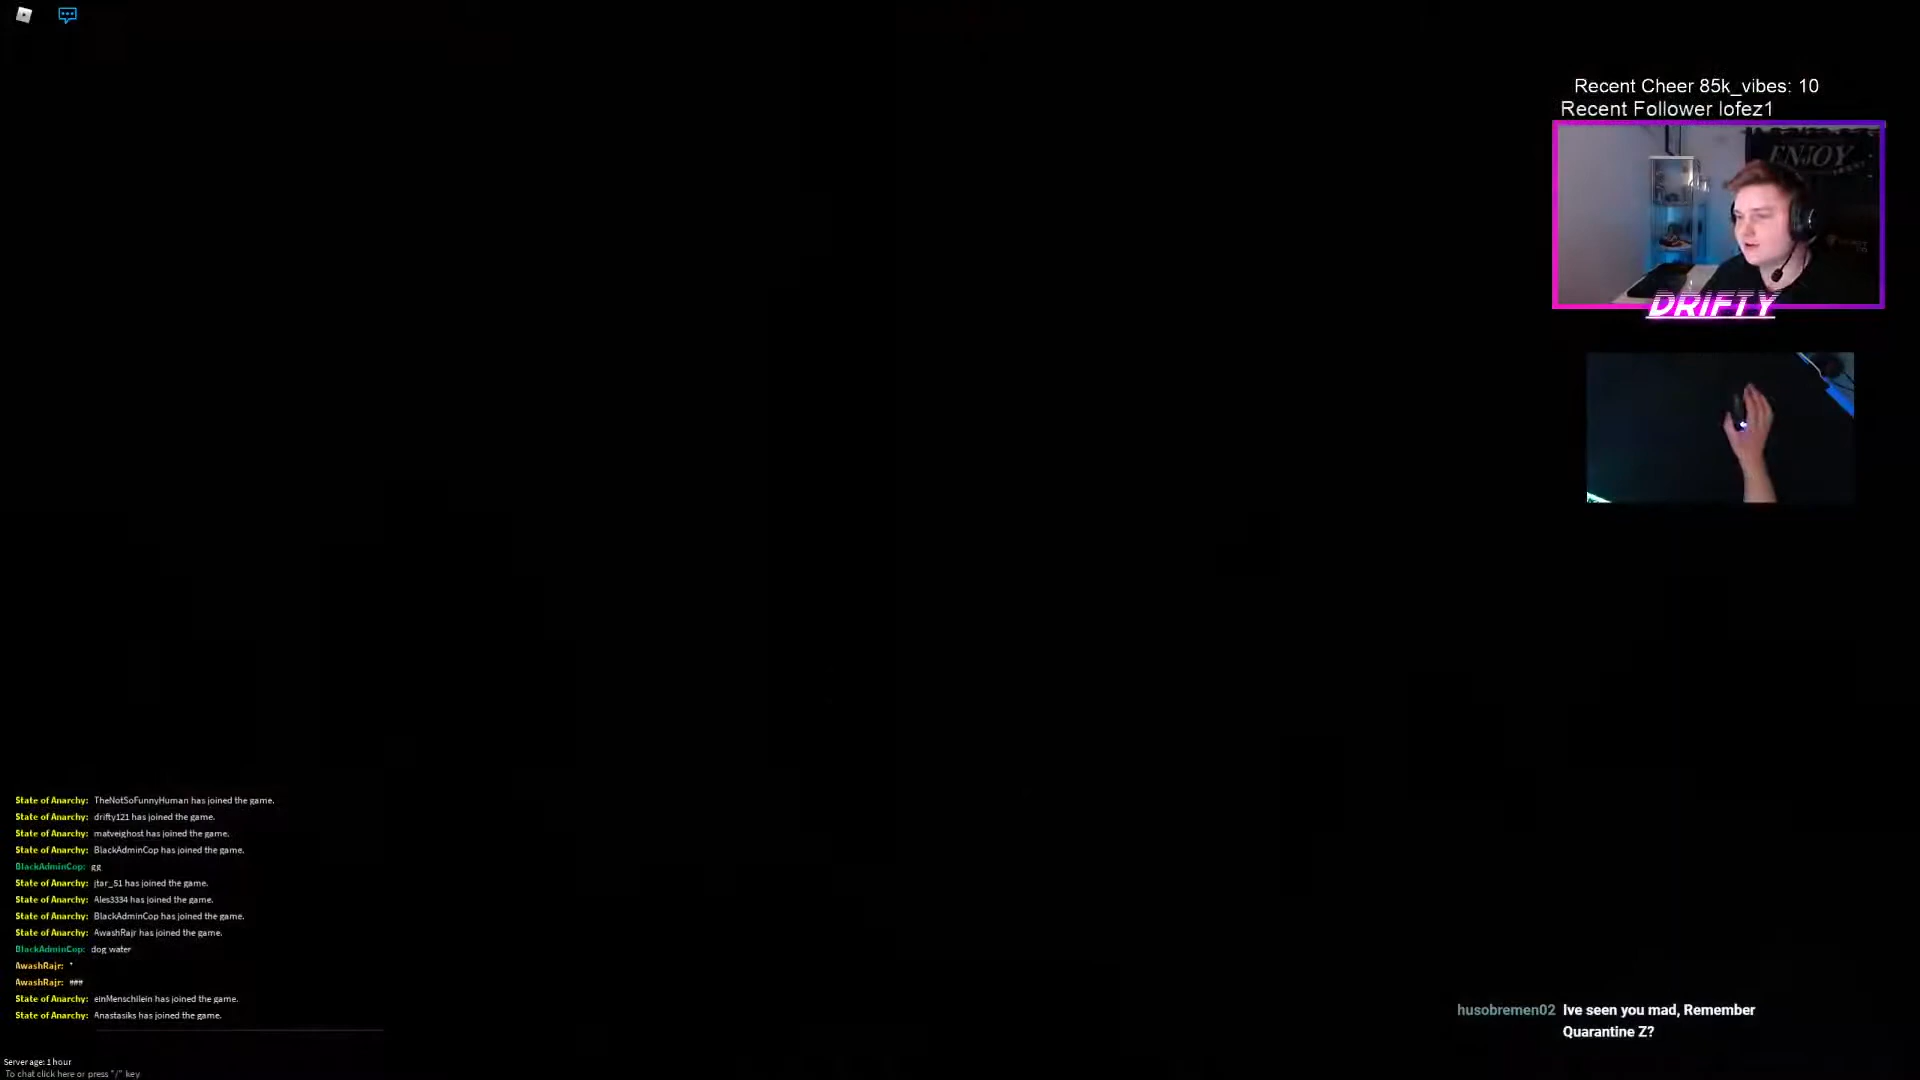 Recent Cheer 85k_vibes: 10
Recent Follower lofez1
ENJOY
DRIFTY
State of Anarchy: TheNotSoFunnyHuman has joined the game.
State of Anarchy: drifty121 has joined the game.
State of Anarchy: matveighost has joined the game.
State of Anarchy: BlackAdminCop has joined the game.
BlackAdminCop: gg
State of Anarchy: jtar_51 has joined the game.
State of Anarchy: Ales3334 has joined the game.
State of Anarchy: BlackAdminCop has joined the game.
State of Anarchy: AwashRajr has joined the game.
BlackAdminCop: dog water
AwashRajr: *
AwashRajr: ###
State of Anarchy: einMenschilein has joined the game.
State of Anarchy: Anastasiks has joined the game.
husobremen02 Ive seen you mad, Remember
Quarantine Z?
Server age: 1 hour
To chat click here or press "/" key